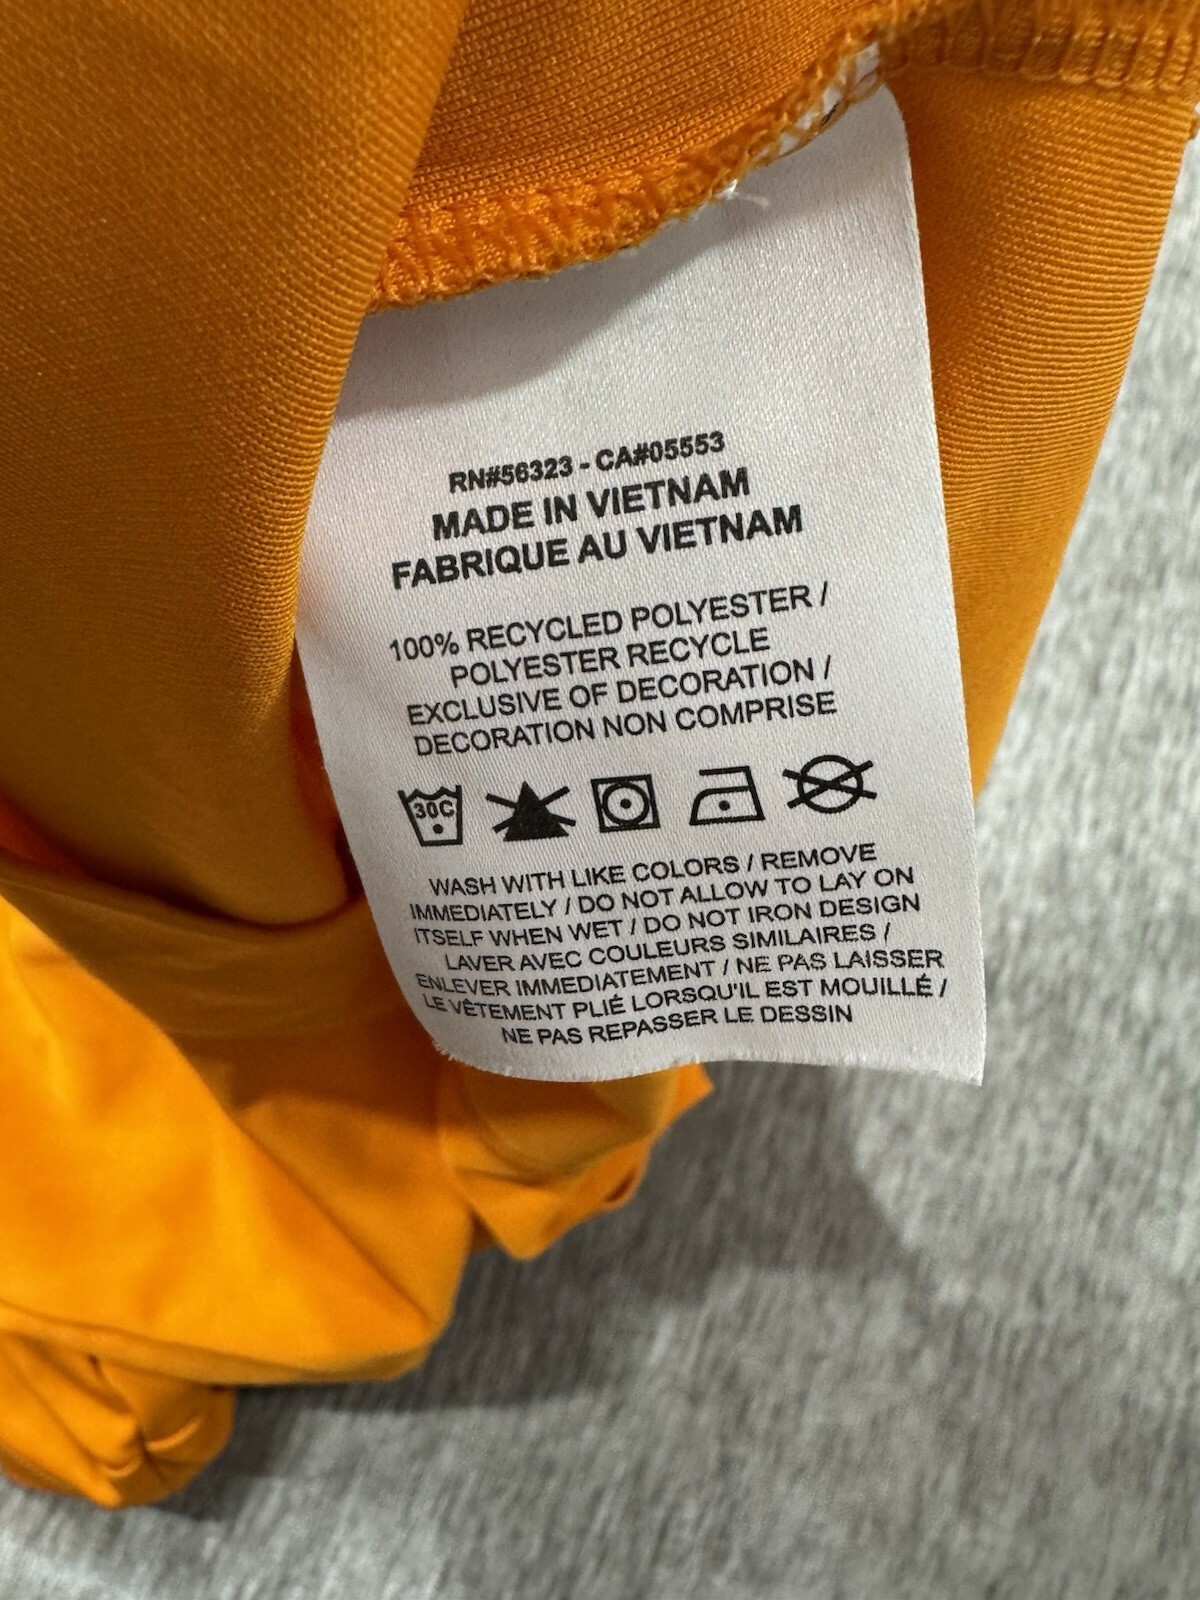 RN#56323 - CA#05553
MADE IN VIETNAM
FABRIQUE AU VIETNAM
100% RECYCLED POLYESTER /
POLYESTER RECYCLE
EXCLUSIVE OF DECORATION /
DECORATION NON COMPRISE
30C
WASH WITH LIKE COLORS / REMOVE
IMMEDIATELY / DO NOT ALLOW TO LAY ON
ITSELF WHEN WET / DO NOT IRON DESIGN
LAVER AVEC COULEURS SIMILAIRES /
ENLEVER IMMEDIATEMENT / NE PAS LAISSER
LE VÊTEMENT PLIÉ LORSQU'IL EST MOUILLÉ /
NE PAS REPASSER LE DESSIN